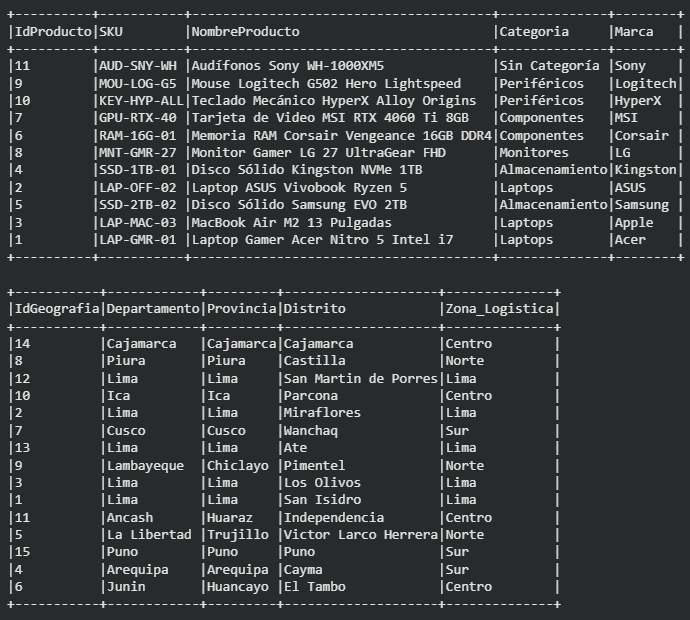 +----------+-----------+---------------------------------------+--------------+--------+
|IdProducto|SKU        |NombreProducto                         |Categoria     |Marca   |
+----------+-----------+---------------------------------------+--------------+--------+
|11        |AUD-SNY-WH |Audífonos Sony WH-1000XM5              |Sin Categoría |Sony    |
|9         |MOU-LOG-G5 |Mouse Logitech G502 Hero Lightspeed    |Periféricos   |Logitech|
|10        |KEY-HYP-ALL|Teclado Mecánico HyperX Alloy Origins  |Periféricos   |HyperX  |
|7         |GPU-RTX-40 |Tarjeta de Video MSI RTX 4060 Ti 8GB   |Componentes   |MSI     |
|6         |RAM-16G-01 |Memoria RAM Corsair Vengeance 16GB DDR4|Componentes   |Corsair |
|8         |MNT-GMR-27 |Monitor Gamer LG 27 UltraGear FHD      |Monitores     |LG      |
|4         |SSD-1TB-01 |Disco Sólido Kingston NVMe 1TB         |Almacenamiento|Kingston|
|2         |LAP-OFF-02 |Laptop ASUS Vivobook Ryzen 5           |Laptops       |ASUS    |
|5         |SSD-2TB-02 |Disco Sólido Samsung EVO 2TB           |Almacenamiento|Samsung |
|3         |LAP-MAC-03 |MacBook Air M2 13 Pulgadas             |Laptops       |Apple   |
|1         |LAP-GMR-01 |Laptop Gamer Acer Nitro 5 Intel i7     |Laptops       |Acer    |
+----------+-----------+---------------------------------------+--------------+--------+
+-----------+------------+---------+--------------------+--------------+
|IdGeografia|Departamento|Provincia|Distrito            |Zona_Logistica|
+-----------+------------+---------+--------------------+--------------+
|14         |Cajamarca   |Cajamarca|Cajamarca           |Centro        |
|8          |Piura       |Piura    |Castilla            |Norte         |
|12         |Lima        |Lima     |San Martin de Porres|Lima          |
|10         |Ica         |Ica      |Parcona             |Centro        |
|2          |Lima        |Lima     |Miraflores          |Lima          |
|7          |Cusco       |Cusco    |Wanchaq             |Sur           |
|13         |Lima        |Lima     |Ate                 |Lima          |
|9          |Lambayeque  |Chiclayo |Pimentel            |Norte         |
|3          |Lima        |Lima     |Los Olivos          |Lima          |
|1          |Lima        |Lima     |San Isidro          |Lima          |
|11         |Ancash      |Huaraz   |Independencia       |Centro        |
|5          |La Libertad |Trujillo |Victor Larco Herrera|Norte         |
|15         |Puno        |Puno     |Puno                |Sur           |
|4          |Arequipa    |Arequipa |Cayma               |Sur           |
|6          |Junin       |Huancayo |El Tambo            |Centro        |
+-----------+------------+---------+--------------------+--------------+